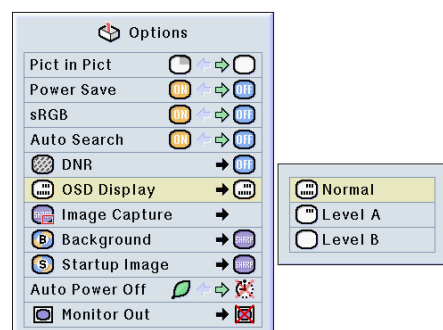 Options
Pict in Pict
Power Save ON OFF
sRGB ON OFF
Auto Search ON OFF
DNR OFF
OSD Display
Image Capture
B Background
S Startup Image
Auto Power Off
Monitor Out
Normal
Level A
Level B